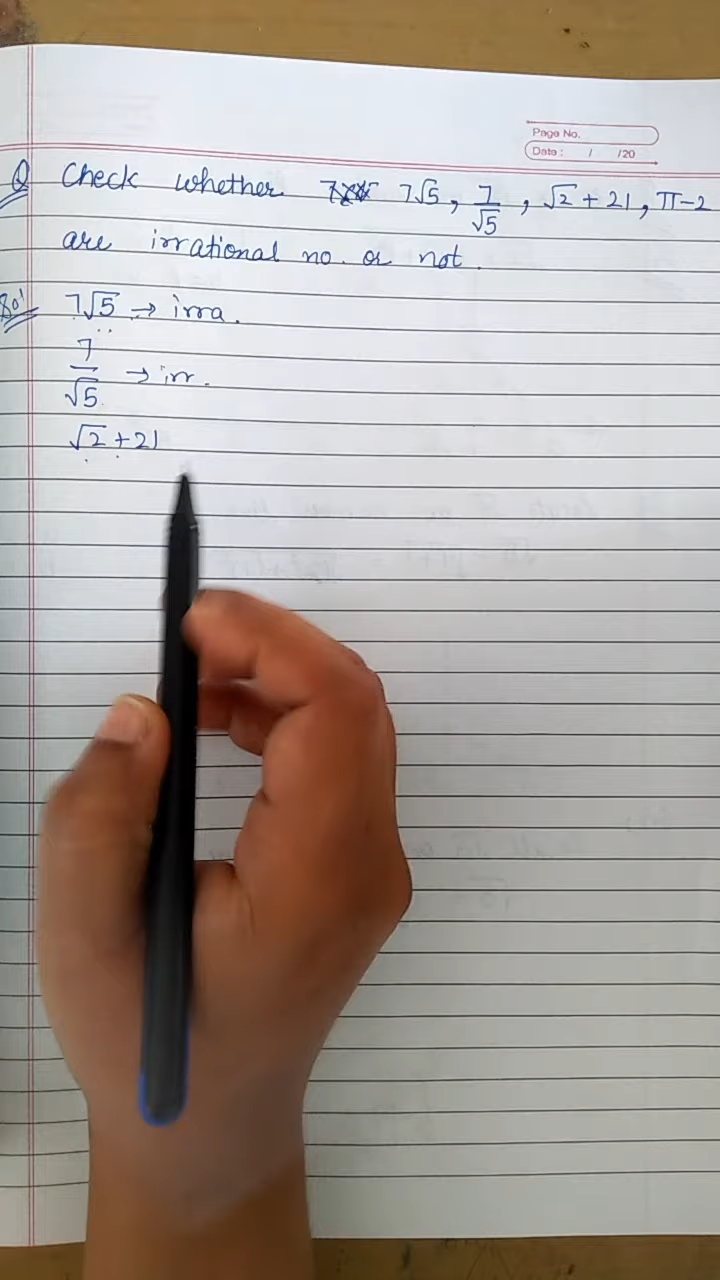 Page No.
Date: / /20
Q Check whether 7√5, 7/√5, √2 + 21, π-2
are irrational no. or not.
Sol 7√5 → irra.
7/√5 → irr.
√2 + 21